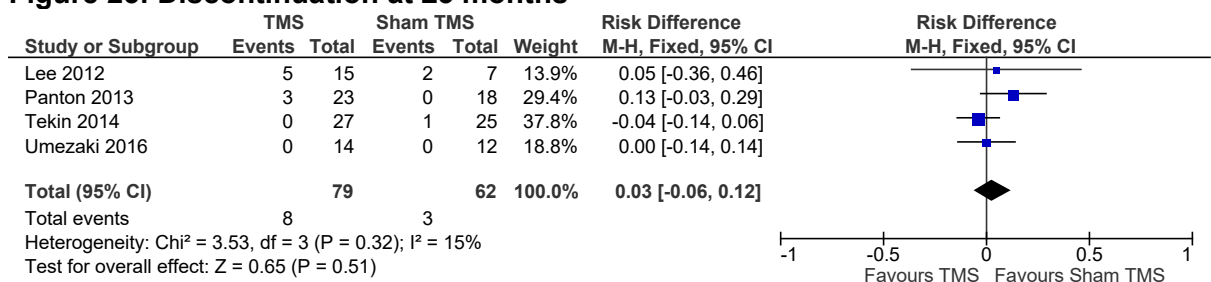 TMS Sham TMS Risk Difference Risk Difference
Study or Subgroup Events Total Events Total Weight M-H, Fixed, 95% CI M-H, Fixed, 95% CI
Lee 2012 5 15 2 7 13.9% 0.05 [-0.36, 0.46]
Panton 2013 3 23 0 18 29.4% 0.13 [-0.03, 0.29]
Tekin 2014 0 27 1 25 37.8% -0.04 [-0.14, 0.06]
Umezaki 2016 0 14 0 12 18.8% 0.00 [-0.14, 0.14]
Total (95% CI) 79 62 100.0% 0.03 [-0.06, 0.12]
Total events 8 3
Heterogeneity: Chi² = 3.53, df = 3 (P = 0.32); I² = 15%
Test for overall effect: Z = 0.65 (P = 0.51)
-1 -0.5 0 0.5 1
Favours TMS Favours Sham TMS